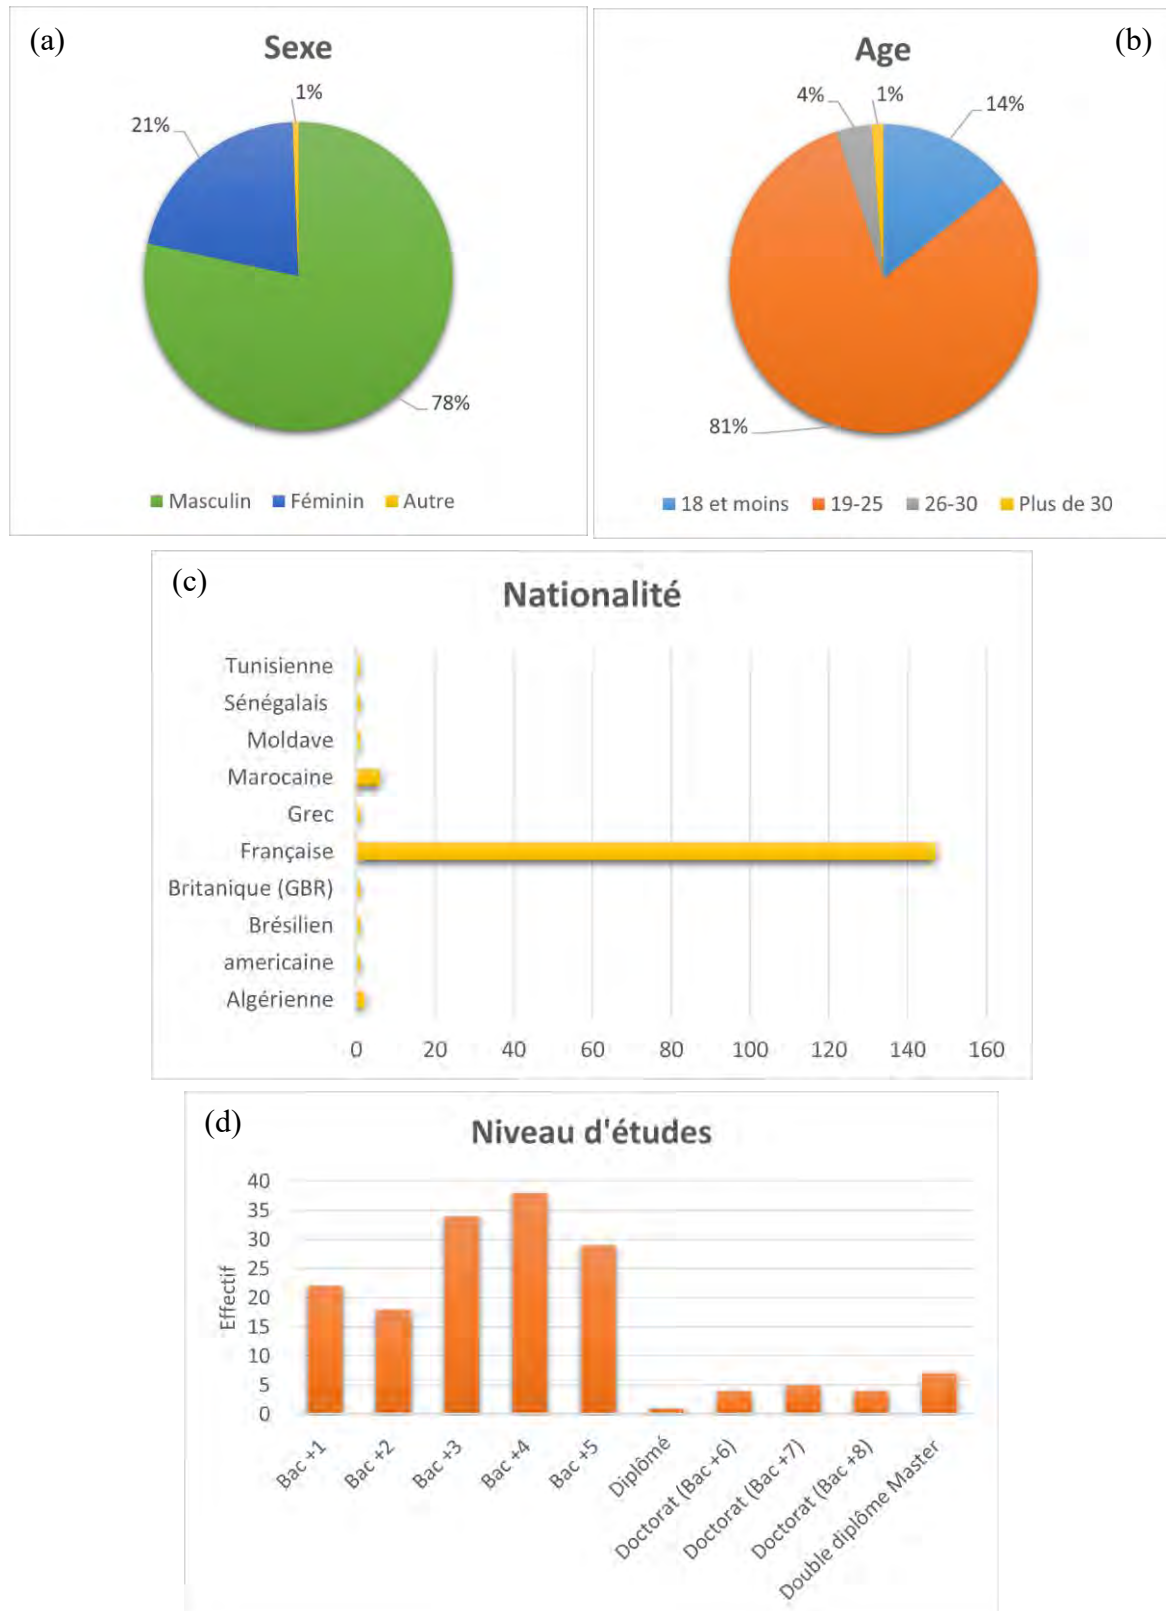 (a)
Sexe
1%
21%
78%
Masculin Féminin Autre
(b)
Age
4% 1%
14%
81%
18 et moins 19-25 26-30 Plus de 30
(c)
Nationalité
Tunisienne
Sénégalais
Moldave
Marocaine
Grec
Française
Britanique (GBR)
Brésilien
americaine
Algérienne
0 20 40 60 80 100 120 140 160
(d)
Niveau d'études
Effectif
40
35
30
25
20
15
10
5
0
Bac +1
Bac +2
Bac +3
Bac +4
Bac +5
Diplômé
Doctorat (Bac +6)
Doctorat (Bac +7)
Doctorat (Bac +8)
Double diplôme Master